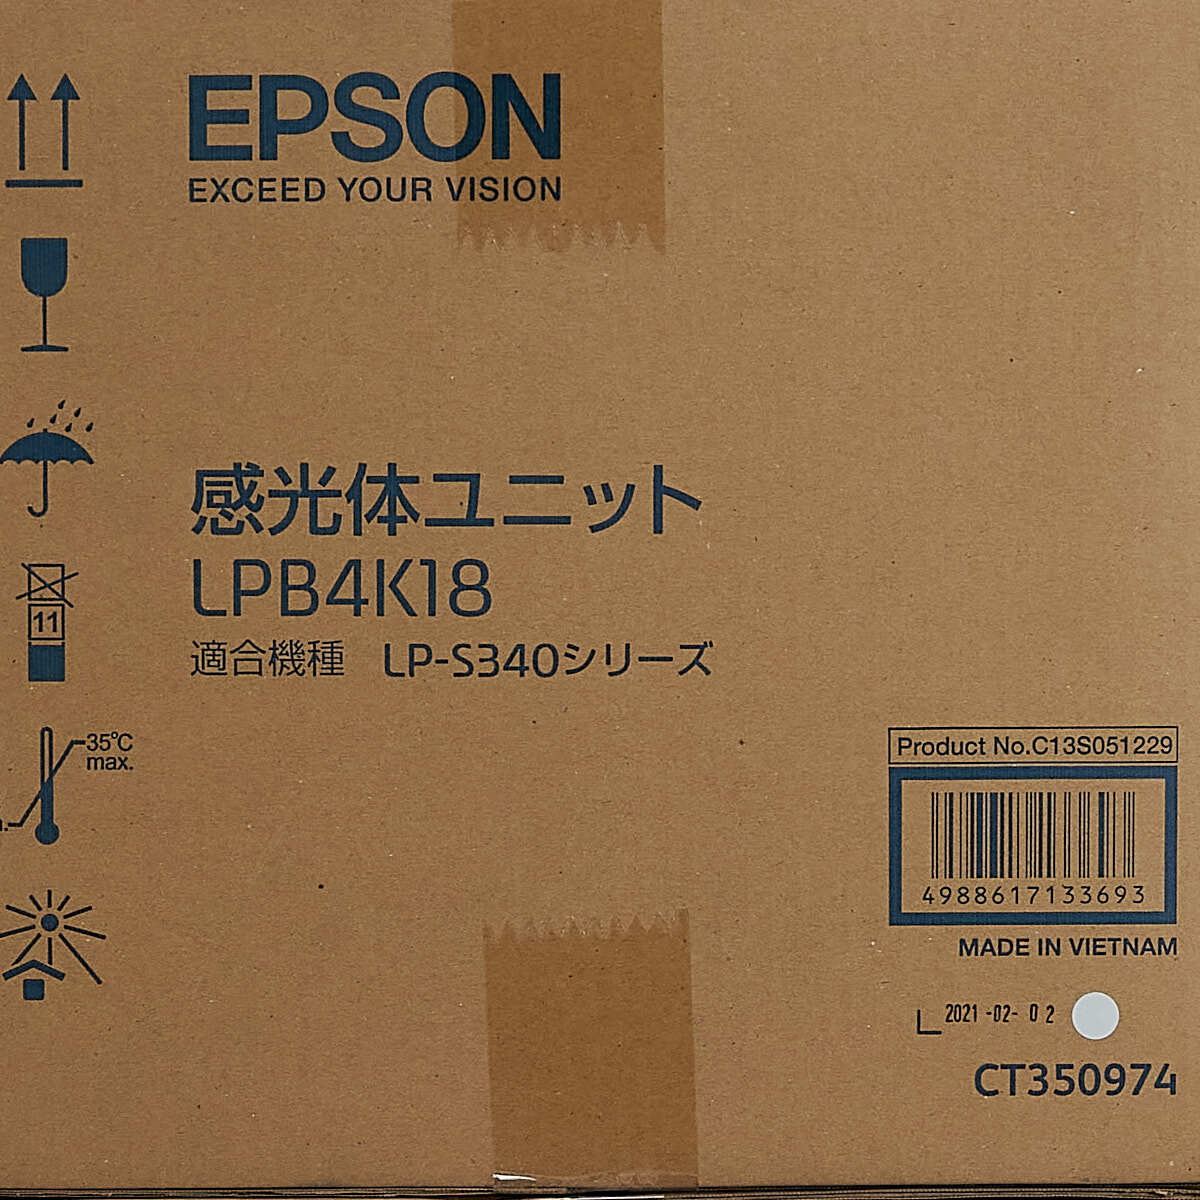 EPSON
EXCEED YOUR VISION
感光体ユニット
LPB4K18
適合機種 LP-S340シリーズ
11
35℃
max.
Product No.C13S051229
4988617133693
MADE IN VIETNAM
2021-02-02
CT350974